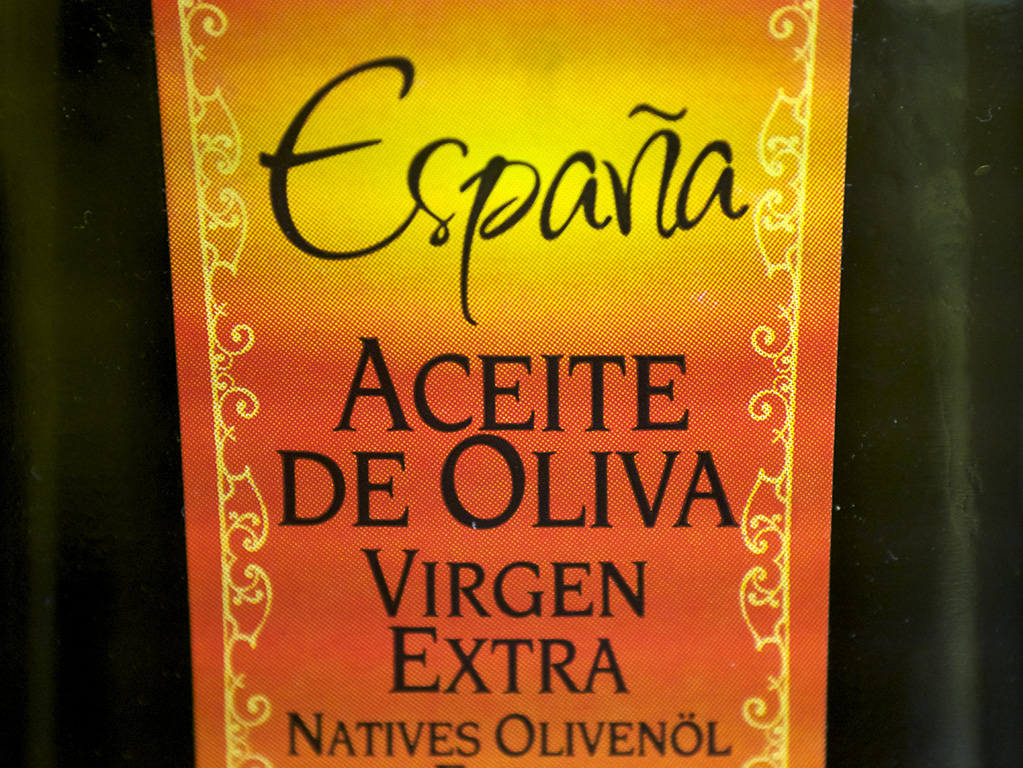 España
ACEITE
DE OLIVA
VIRGEN
EXTRA
NATIVES OLIVENÖL